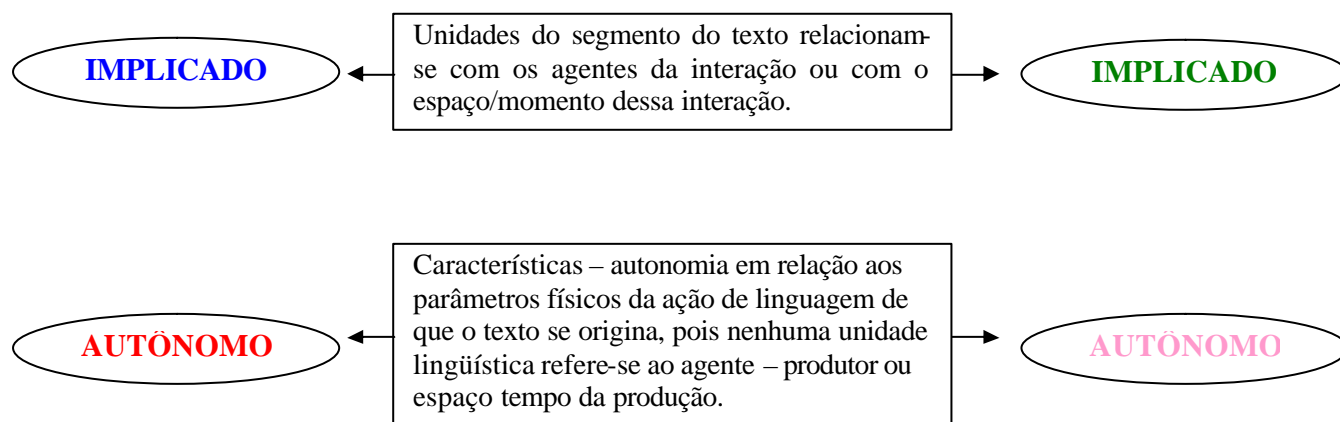 IMPLICADO
Unidades do segmento do texto relacionam-
se com os agentes da interação ou com o
espaço/momento dessa interação.
IMPLICADO
AUTÔNOMO
Características – autonomia em relação aos
parâmetros físicos da ação de linguagem de
que o texto se origina, pois nenhuma unidade
lingüística refere-se ao agente – produtor ou
espaço tempo da produção.
AUTÔNOMO